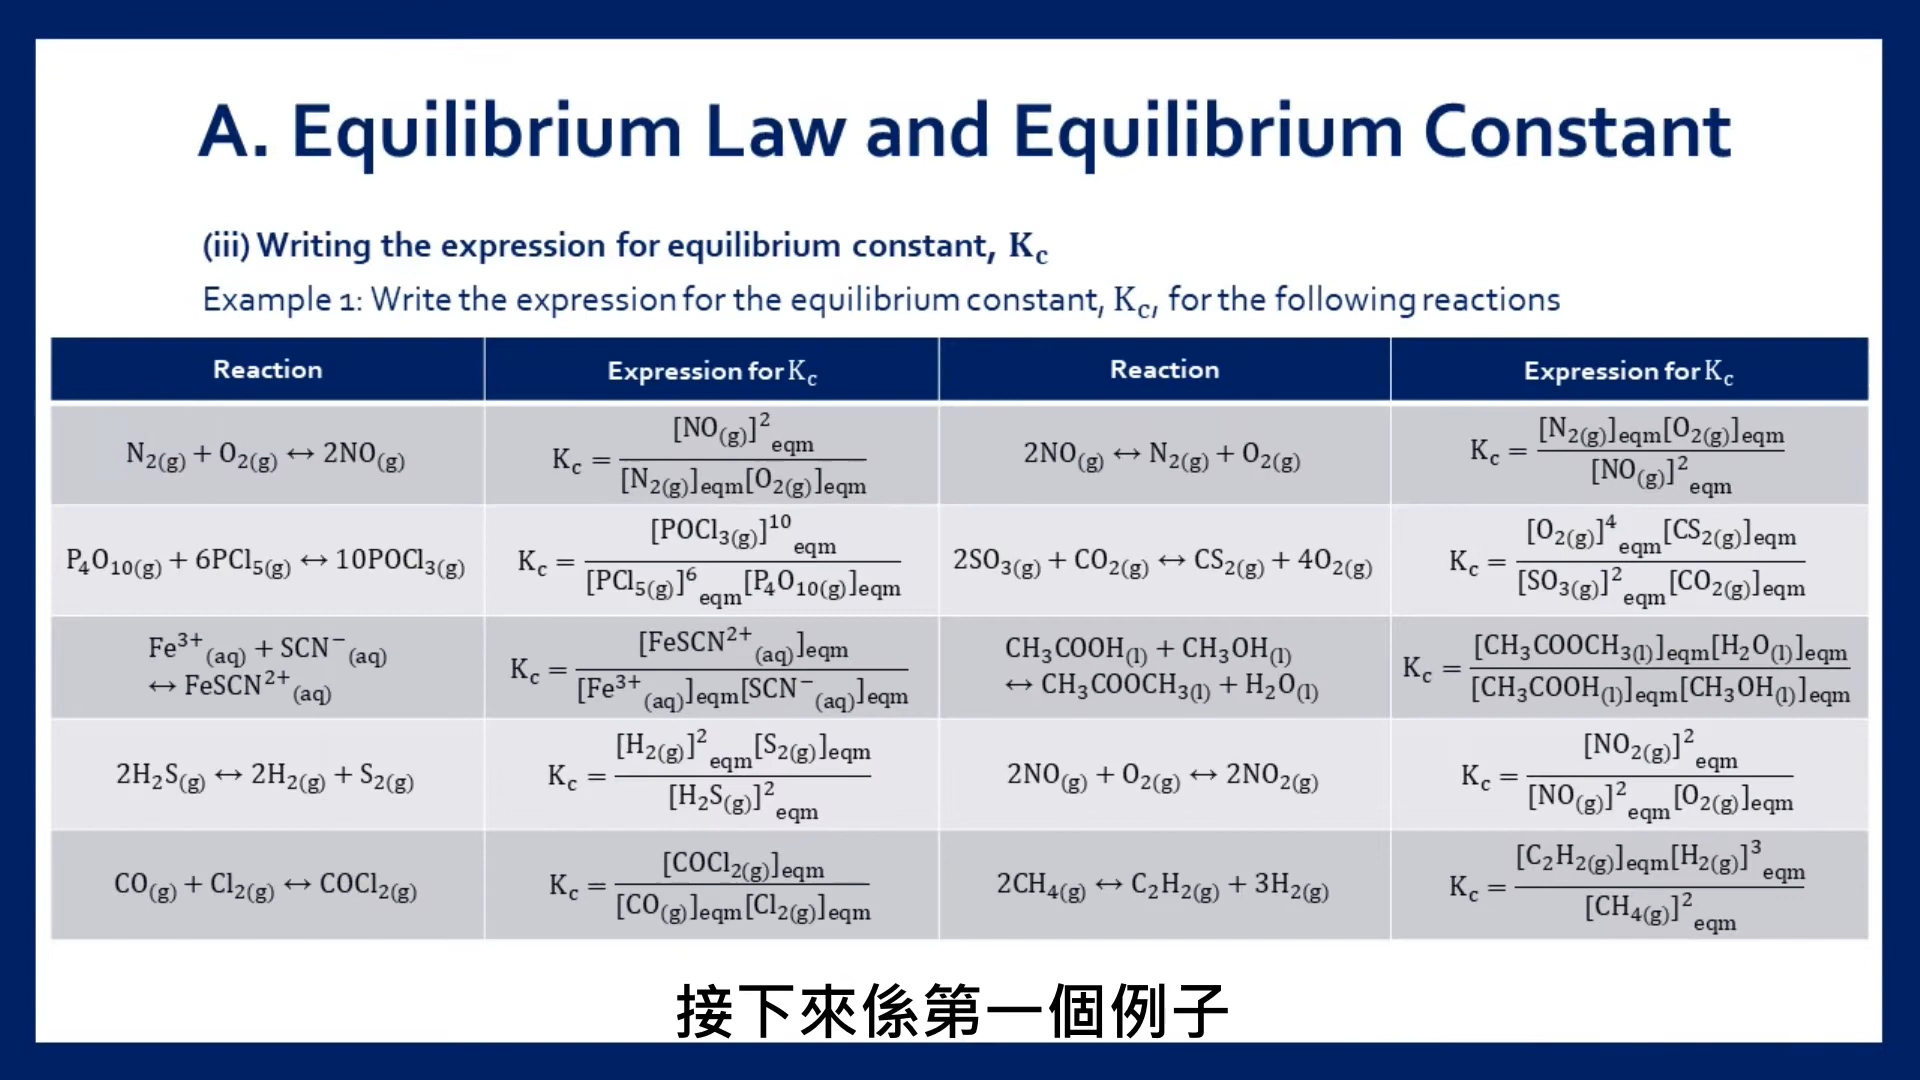 A. Equilibrium Law and Equilibrium Constant
(iii) Writing the expression for equilibrium constant, K_c
Example 1: Write the expression for the equilibrium constant, K_c, for the following reactions
Reaction | Expression for K_c | Reaction | Expression for K_c
N₂(g) + O₂(g) ↔ 2NO(g) | K_c = [NO(g)]²eqm / [N₂(g)]eqm[O₂(g)]eqm | 2NO(g) ↔ N₂(g) + O₂(g) | K_c = [N₂(g)]eqm[O₂(g)]eqm / [NO(g)]²eqm
P₄O₁₀(g) + 6PCl₅(g) ↔ 10POCl₃(g) | K_c = [POCl₃(g)]¹⁰eqm / [PCl₅(g)]⁶eqm[P₄O₁₀(g)]eqm | 2SO₃(g) + CO₂(g) ↔ CS₂(g) + 4O₂(g) | K_c = [O₂(g)]⁴eqm[CS₂(g)]eqm / [SO₃(g)]²eqm[CO₂(g)]eqm
Fe³⁺(aq) + SCN⁻(aq) ↔ FeSCN²⁺(aq) | K_c = [FeSCN²⁺(aq)]eqm / [Fe³⁺(aq)]eqm[SCN⁻(aq)]eqm | CH₃COOH(l) + CH₃OH(l) ↔ CH₃COOCH₃(l) + H₂O(l) | K_c = [CH₃COOCH₃(l)]eqm[H₂O(l)]eqm / [CH₃COOH(l)]eqm[CH₃OH(l)]eqm
2H₂S(g) ↔ 2H₂(g) + S₂(g) | K_c = [H₂(g)]²eqm[S₂(g)]eqm / [H₂S(g)]²eqm | 2NO(g) + O₂(g) ↔ 2NO₂(g) | K_c = [NO₂(g)]²eqm / [NO(g)]²eqm[O₂(g)]eqm
CO(g) + Cl₂(g) ↔ COCl₂(g) | K_c = [COCl₂(g)]eqm / [CO(g)]eqm[Cl₂(g)]eqm | 2CH₄(g) ↔ C₂H₂(g) + 3H₂(g) | K_c = [C₂H₂(g)]eqm[H₂(g)]³eqm / [CH₄(g)]²eqm
接下來係第一個例子